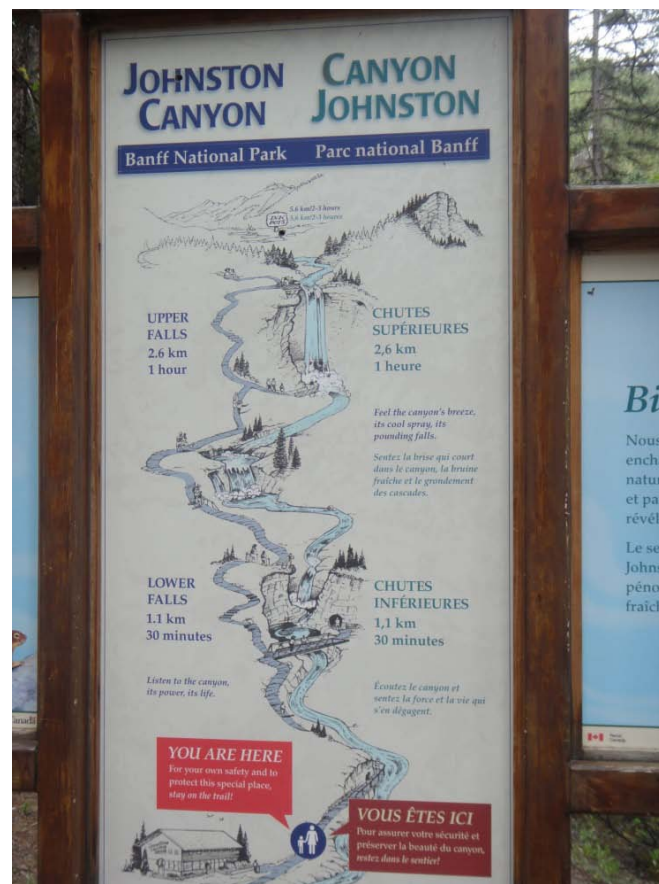 JOHNSTON
CANYON
CANYON
JOHNSTON
Banff National Park
Parc national Banff
5.6 km/2-3 hours
5,6 km/2-3 heures
UPPER
FALLS
2.6 km
1 hour
CHUTES
SUPÉRIEURES
2,6 km
1 heure
Feel the canyon's breeze,
its cool spray, its
pounding falls.
Sentez la brise qui court
dans le canyon, la bruine
fraîche et le grondement
des cascades.
LOWER
FALLS
1.1 km
30 minutes
CHUTES
INFÉRIEURES
1,1 km
30 minutes
Listen to the canyon,
its power, its life.
Écoutez le canyon et
sentez la force et la vie qui
s'en dégagent.
YOU ARE HERE
For your own safety and to
protect this special place,
stay on the trail!
VOUS ÊTES ICI
Pour assurer votre sécurité et
préserver la beauté du canyon,
restez dans le sentier!
Bi
Nous
ench
natur
et pa
révél
Le se
Johns
péno
fraîch